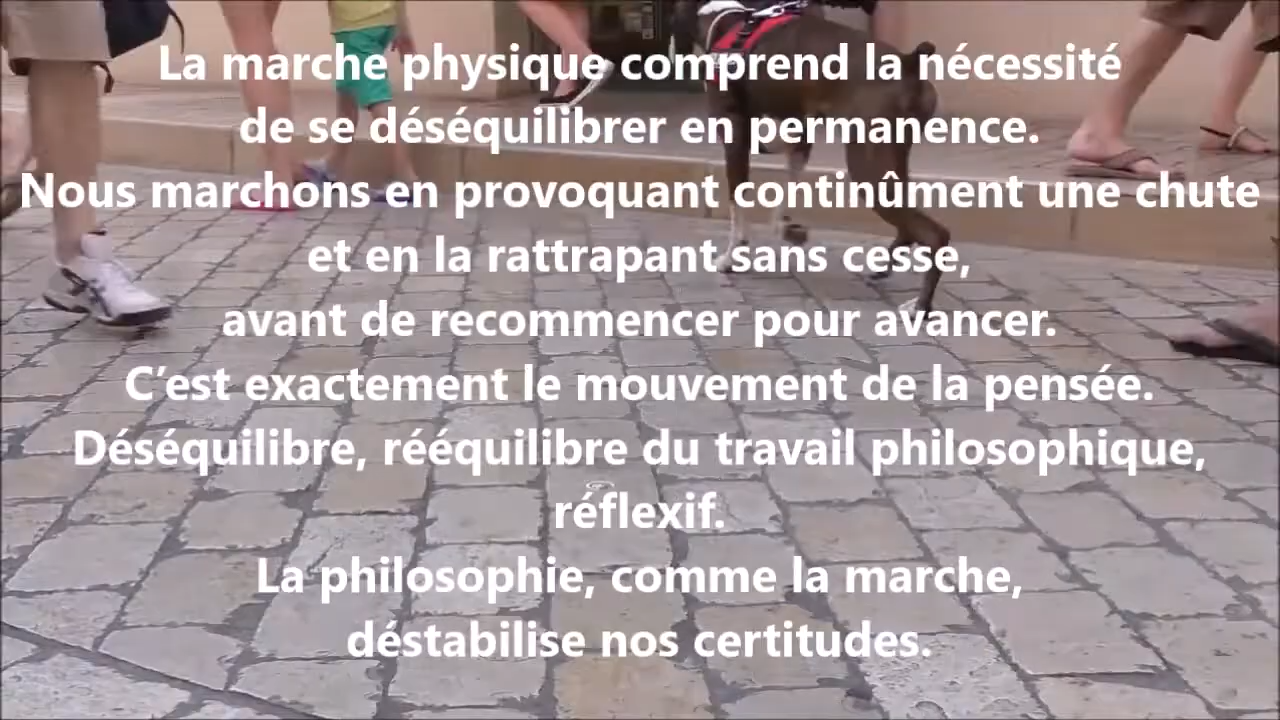 La marche physique comprend la nécessité
de se déséquilibrer en permanence.
Nous marchons en provoquant continûment une chute
et en la rattrapant sans cesse,
avant de recommencer pour avancer.
C’est exactement le mouvement de la pensée.
Déséquilibre, rééquilibre du travail philosophique,
réflexif.
La philosophie, comme la marche,
déstabilise nos certitudes.